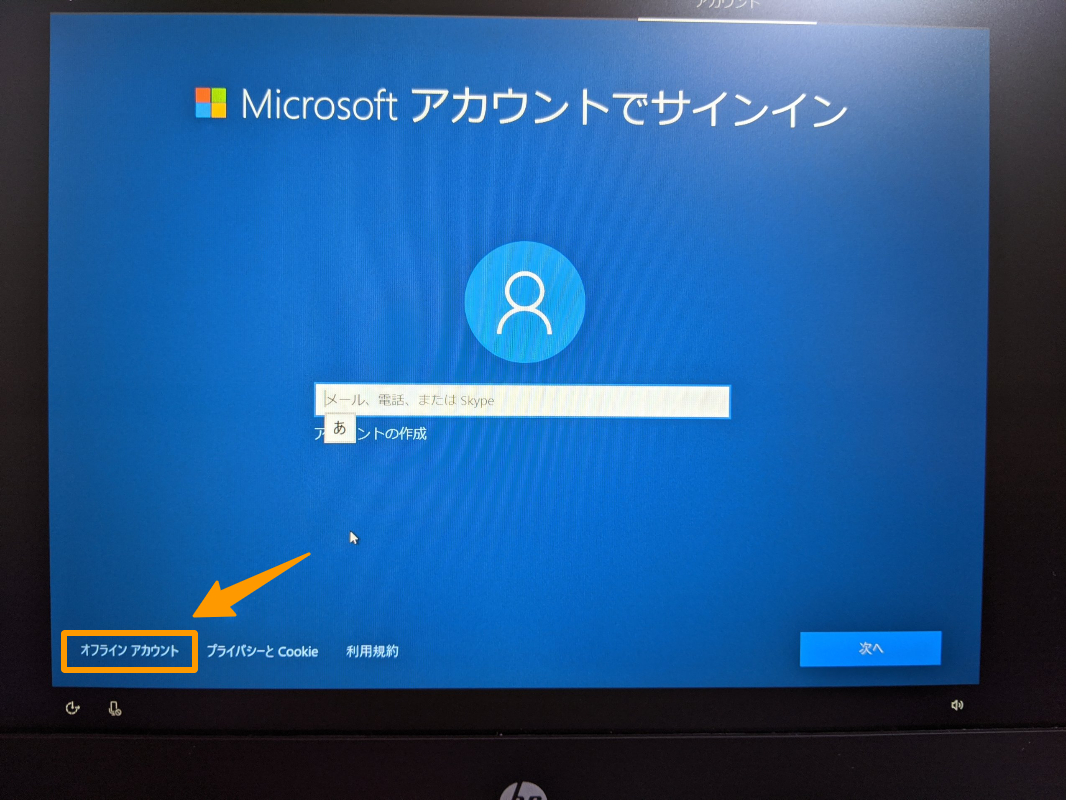 アカウント
Microsoft アカウントでサインイン
メール、電話、または Skype
あ
ア ントの作成
オフライン アカウント
プライバシーと Cookie
利用規約
次へ
hp